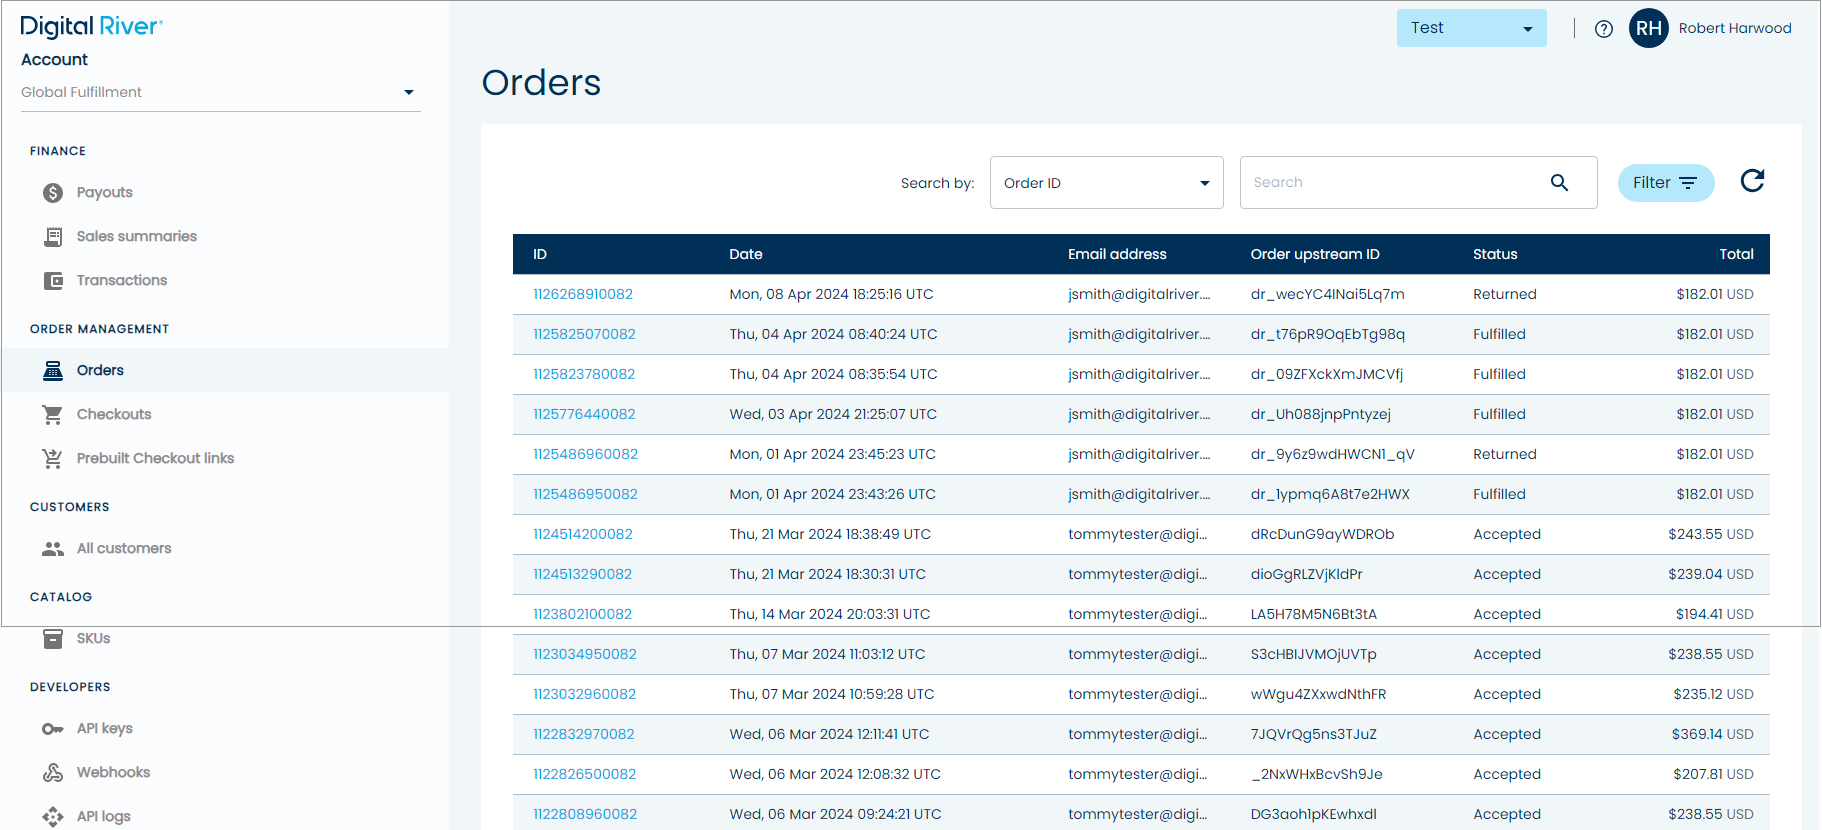 Digital River
Account
Global Fulfillment
FINANCE
Payouts
Sales summaries
Transactions
ORDER MANAGEMENT
Orders
Checkouts
Prebuilt Checkout links
CUSTOMERS
All customers
CATALOG
SKUs
DEVELOPERS
API keys
Webhooks
API logs
Test
RH Robert Harwood
Orders
Search by: Order ID Search Filter
ID Date Email address Order upstream ID Status Total
1126268910082 Mon, 08 Apr 2024 18:25:16 UTC jsmith@digitalriver.... dr_wecYC4INai5Lq7m Returned $182.01 USD
1125825070082 Thu, 04 Apr 2024 08:40:24 UTC jsmith@digitalriver.... dr_t76pR9OqEbTg98q Fulfilled $182.01 USD
1125823780082 Thu, 04 Apr 2024 08:35:54 UTC jsmith@digitalriver.... dr_09ZFXckXmJMCVfj Fulfilled $182.01 USD
1125776440082 Wed, 03 Apr 2024 21:25:07 UTC jsmith@digitalriver.... dr_Uh088jnpPntyzej Fulfilled $182.01 USD
1125486960082 Mon, 01 Apr 2024 23:45:23 UTC jsmith@digitalriver.... dr_9y6z9wdHWCN1_qV Returned $182.01 USD
1125486950082 Mon, 01 Apr 2024 23:43:26 UTC jsmith@digitalriver.... dr_1ypmq6A8t7e2HWX Fulfilled $182.01 USD
1124514200082 Thu, 21 Mar 2024 18:38:49 UTC tommytester@digi... dRcDunG9ayWDROb Accepted $243.55 USD
1124513290082 Thu, 21 Mar 2024 18:30:31 UTC tommytester@digi... dioGgRLZVjKldPr Accepted $239.04 USD
1123802100082 Thu, 14 Mar 2024 20:03:31 UTC tommytester@digi... LA5H78M5N6Bt3tA Accepted $194.41 USD
1123034950082 Thu, 07 Mar 2024 11:03:12 UTC tommytester@digi... S3cHBIJVMOjUVTp Accepted $238.55 USD
1123032960082 Thu, 07 Mar 2024 10:59:28 UTC tommytester@digi... wWgu4ZXxwdNthFR Accepted $235.12 USD
1122832970082 Wed, 06 Mar 2024 12:11:41 UTC tommytester@digi... 7JQVrQg5ns3TJuZ Accepted $369.14 USD
1122826500082 Wed, 06 Mar 2024 12:08:32 UTC tommytester@digi... _2NxWHxBcvSh9Je Accepted $207.81 USD
1122808960082 Wed, 06 Mar 2024 09:24:21 UTC tommytester@digi... DG3aoh1pKEwhxdl Accepted $238.55 USD